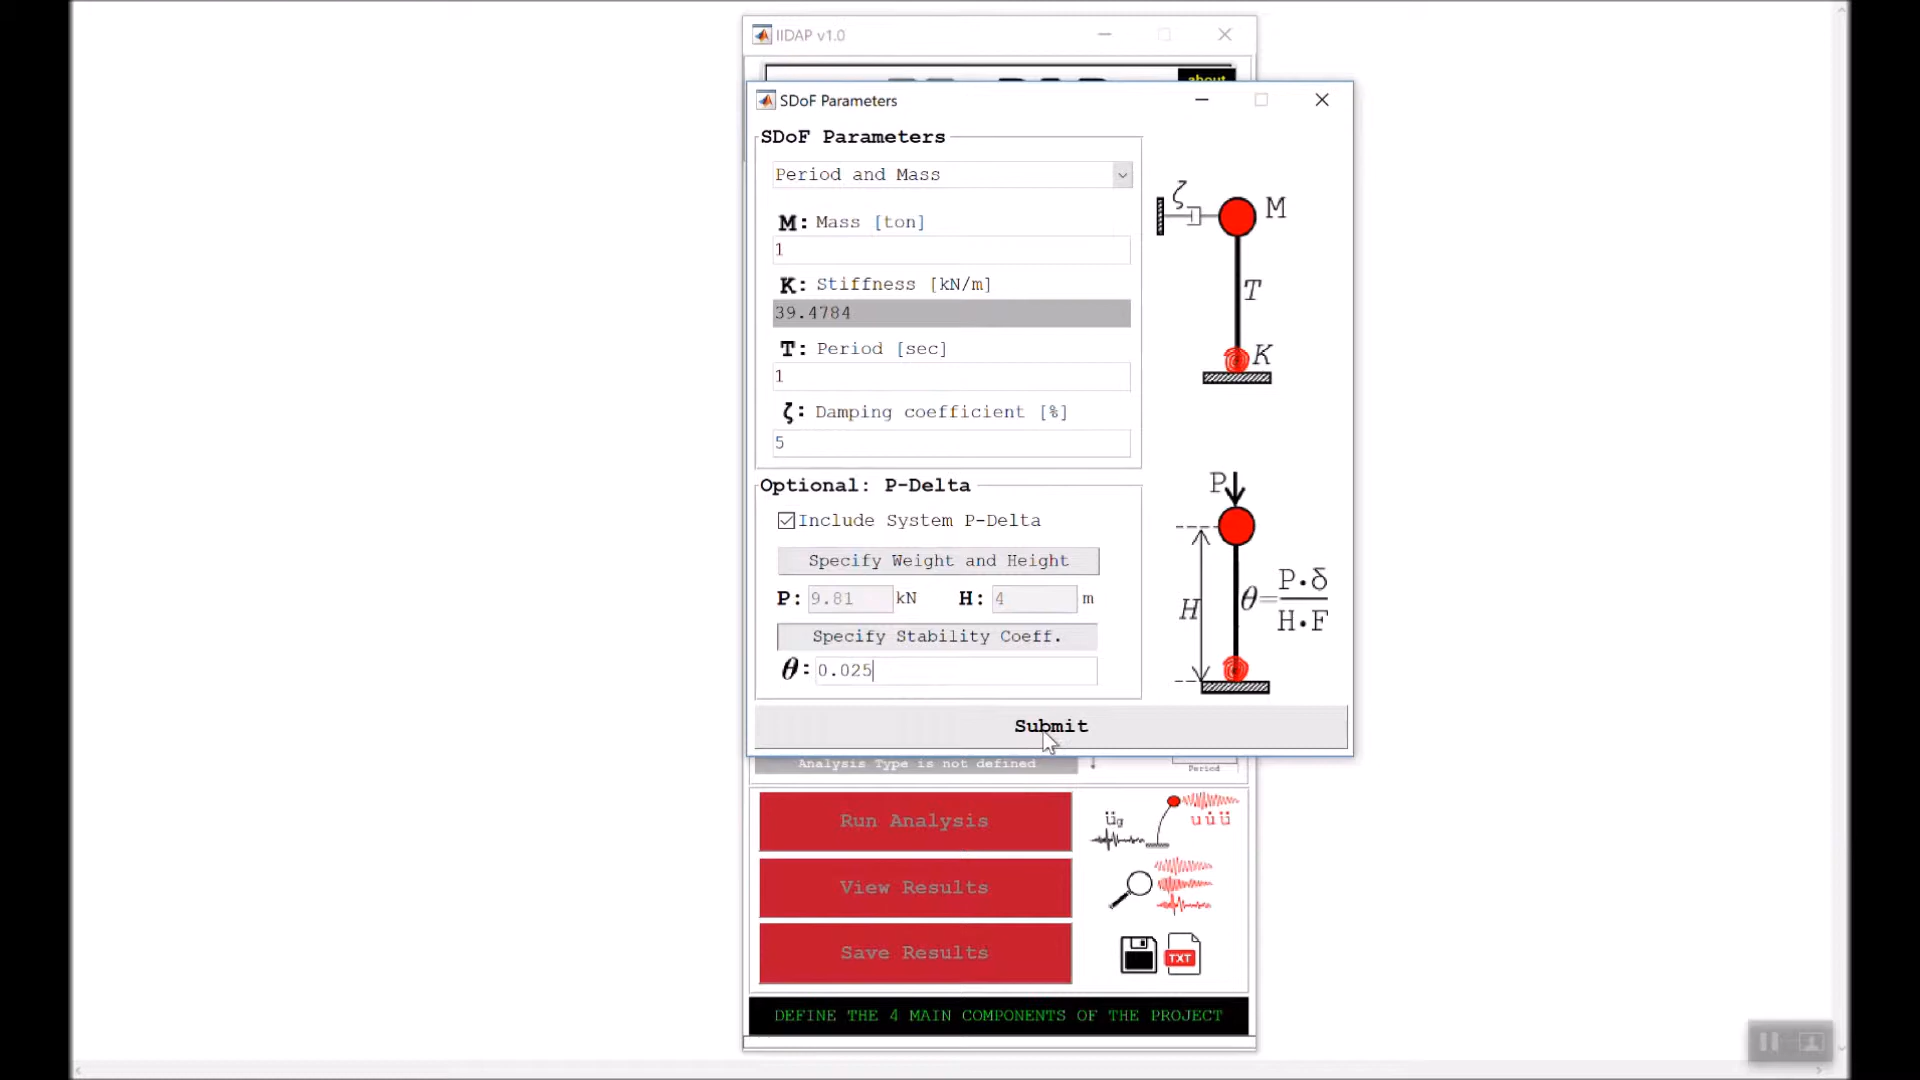 IIDAP v1.0
about
SDoF Parameters
SDoF Parameters
Period and Mass
M: Mass [ton]
1
K: Stiffness [kN/m]
39.4784
T: Period [sec]
1
ζ: Damping coefficient [%]
5
ζ
M
T
K
Optional: P-Delta
Include System P-Delta
Specify Weight and Height
P: 9.81 kN H: 4 m
Specify Stability Coeff.
θ: 0.025
P
H
θ=P·δ
H·F
Submit
Analysis Type is not defined
Period
Run Analysis
üg
u u̇ ü
View Results
Save Results
TXT
DEFINE THE 4 MAIN COMPONENTS OF THE PROJECT